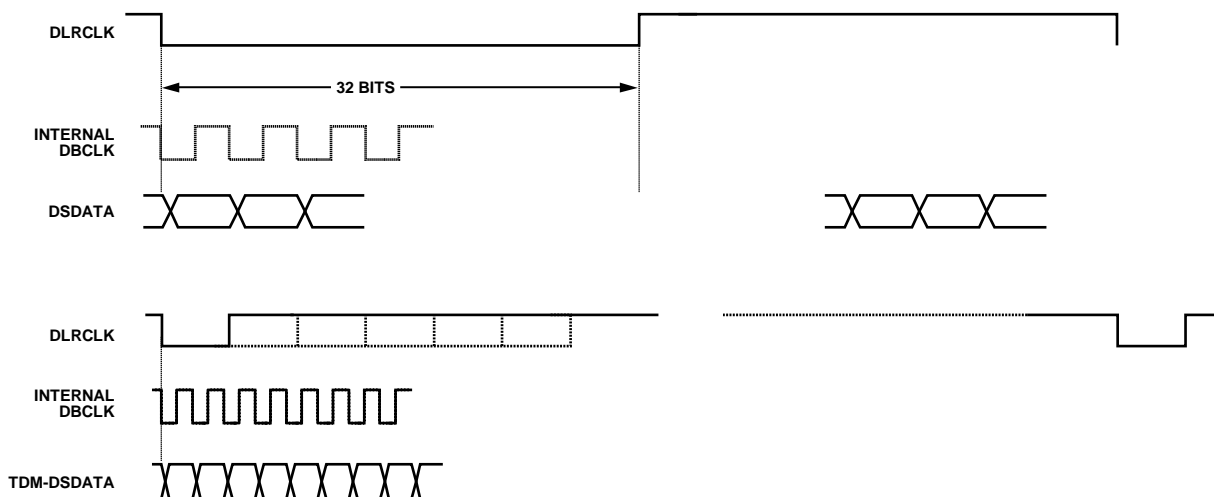 DLRCLK
32 BITS
INTERNAL
DBCLK
DSDATA
DLRCLK
INTERNAL
DBCLK
TDM-DSDATA